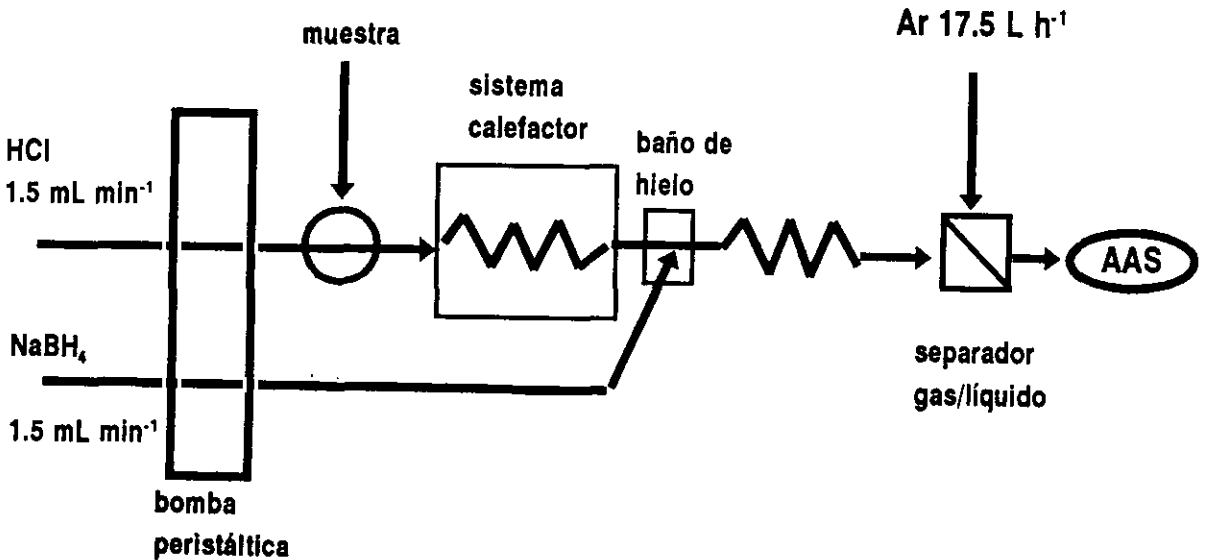 muestra
Ar 17.5 L h⁻¹
sistema
calefactor
baño de
hielo
HCl
1.5 mL min⁻¹
AAS
NaBH₄
1.5 mL min⁻¹
separador
gas/líquido
bomba
peristáltica